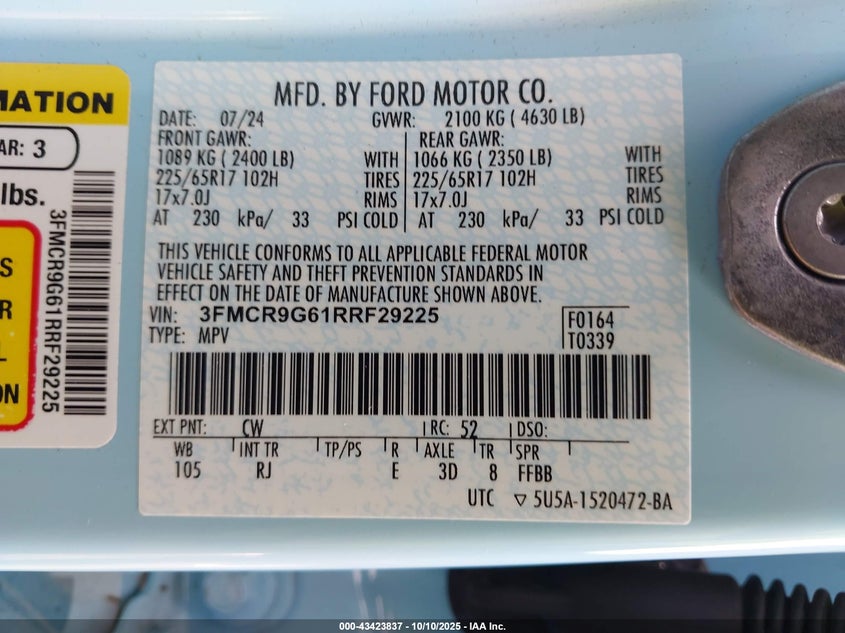 MATION
AR: 3
lbs.
S
R
L
ON
3FMCR9G61RRF29225
MFD. BY FORD MOTOR CO.
DATE: 07/24 GVWR: 2100 KG ( 4630 LB)
FRONT GAWR: REAR GAWR:
1089 KG ( 2400 LB) WITH 1066 KG ( 2350 LB) WITH
225/65R17 102H TIRES 225/65R17 102H TIRES
17x7.0J RIMS 17x7.0J RIMS
AT 230 kPa/ 33 PSI COLD AT 230 kPa/ 33 PSI COLD
THIS VEHICLE CONFORMS TO ALL APPLICABLE FEDERAL MOTOR
VEHICLE SAFETY AND THEFT PREVENTION STANDARDS IN
EFFECT ON THE DATE OF MANUFACTURE SHOWN ABOVE.
VIN: 3FMCR9G61RRF29225 F0164
TYPE: MPV T0339
EXT PNT: CW RC: 52 DSO:
WB INT TR TP/PS R AXLE TR SPR
105 RJ E 3D 8 FFBB
UTC ▽ 5U5A-1520472-BA
000-43423837 - 10/10/2025 - IAA Inc.